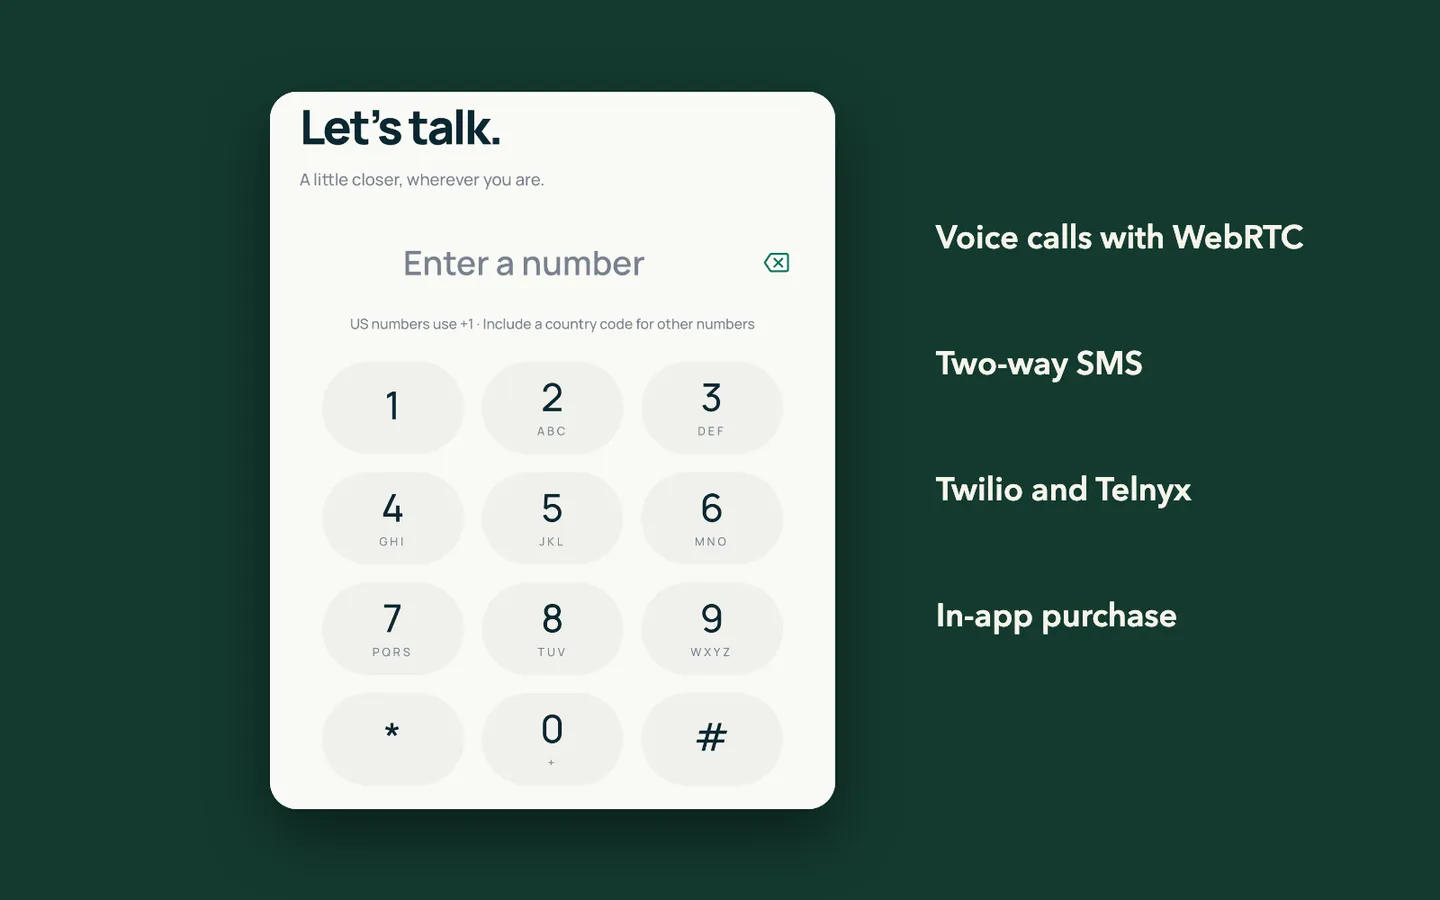 Let's talk.
A little closer, wherever you are.
Enter a number
US numbers use +1 · Include a country code for other numbers
1
2
ABC
3
DEF
4
GHI
5
JKL
6
MNO
7
PQRS
8
TUV
9
WXYZ
*
0
+
#
Voice calls with WebRTC
Two-way SMS
Twilio and Telnyx
In-app purchase